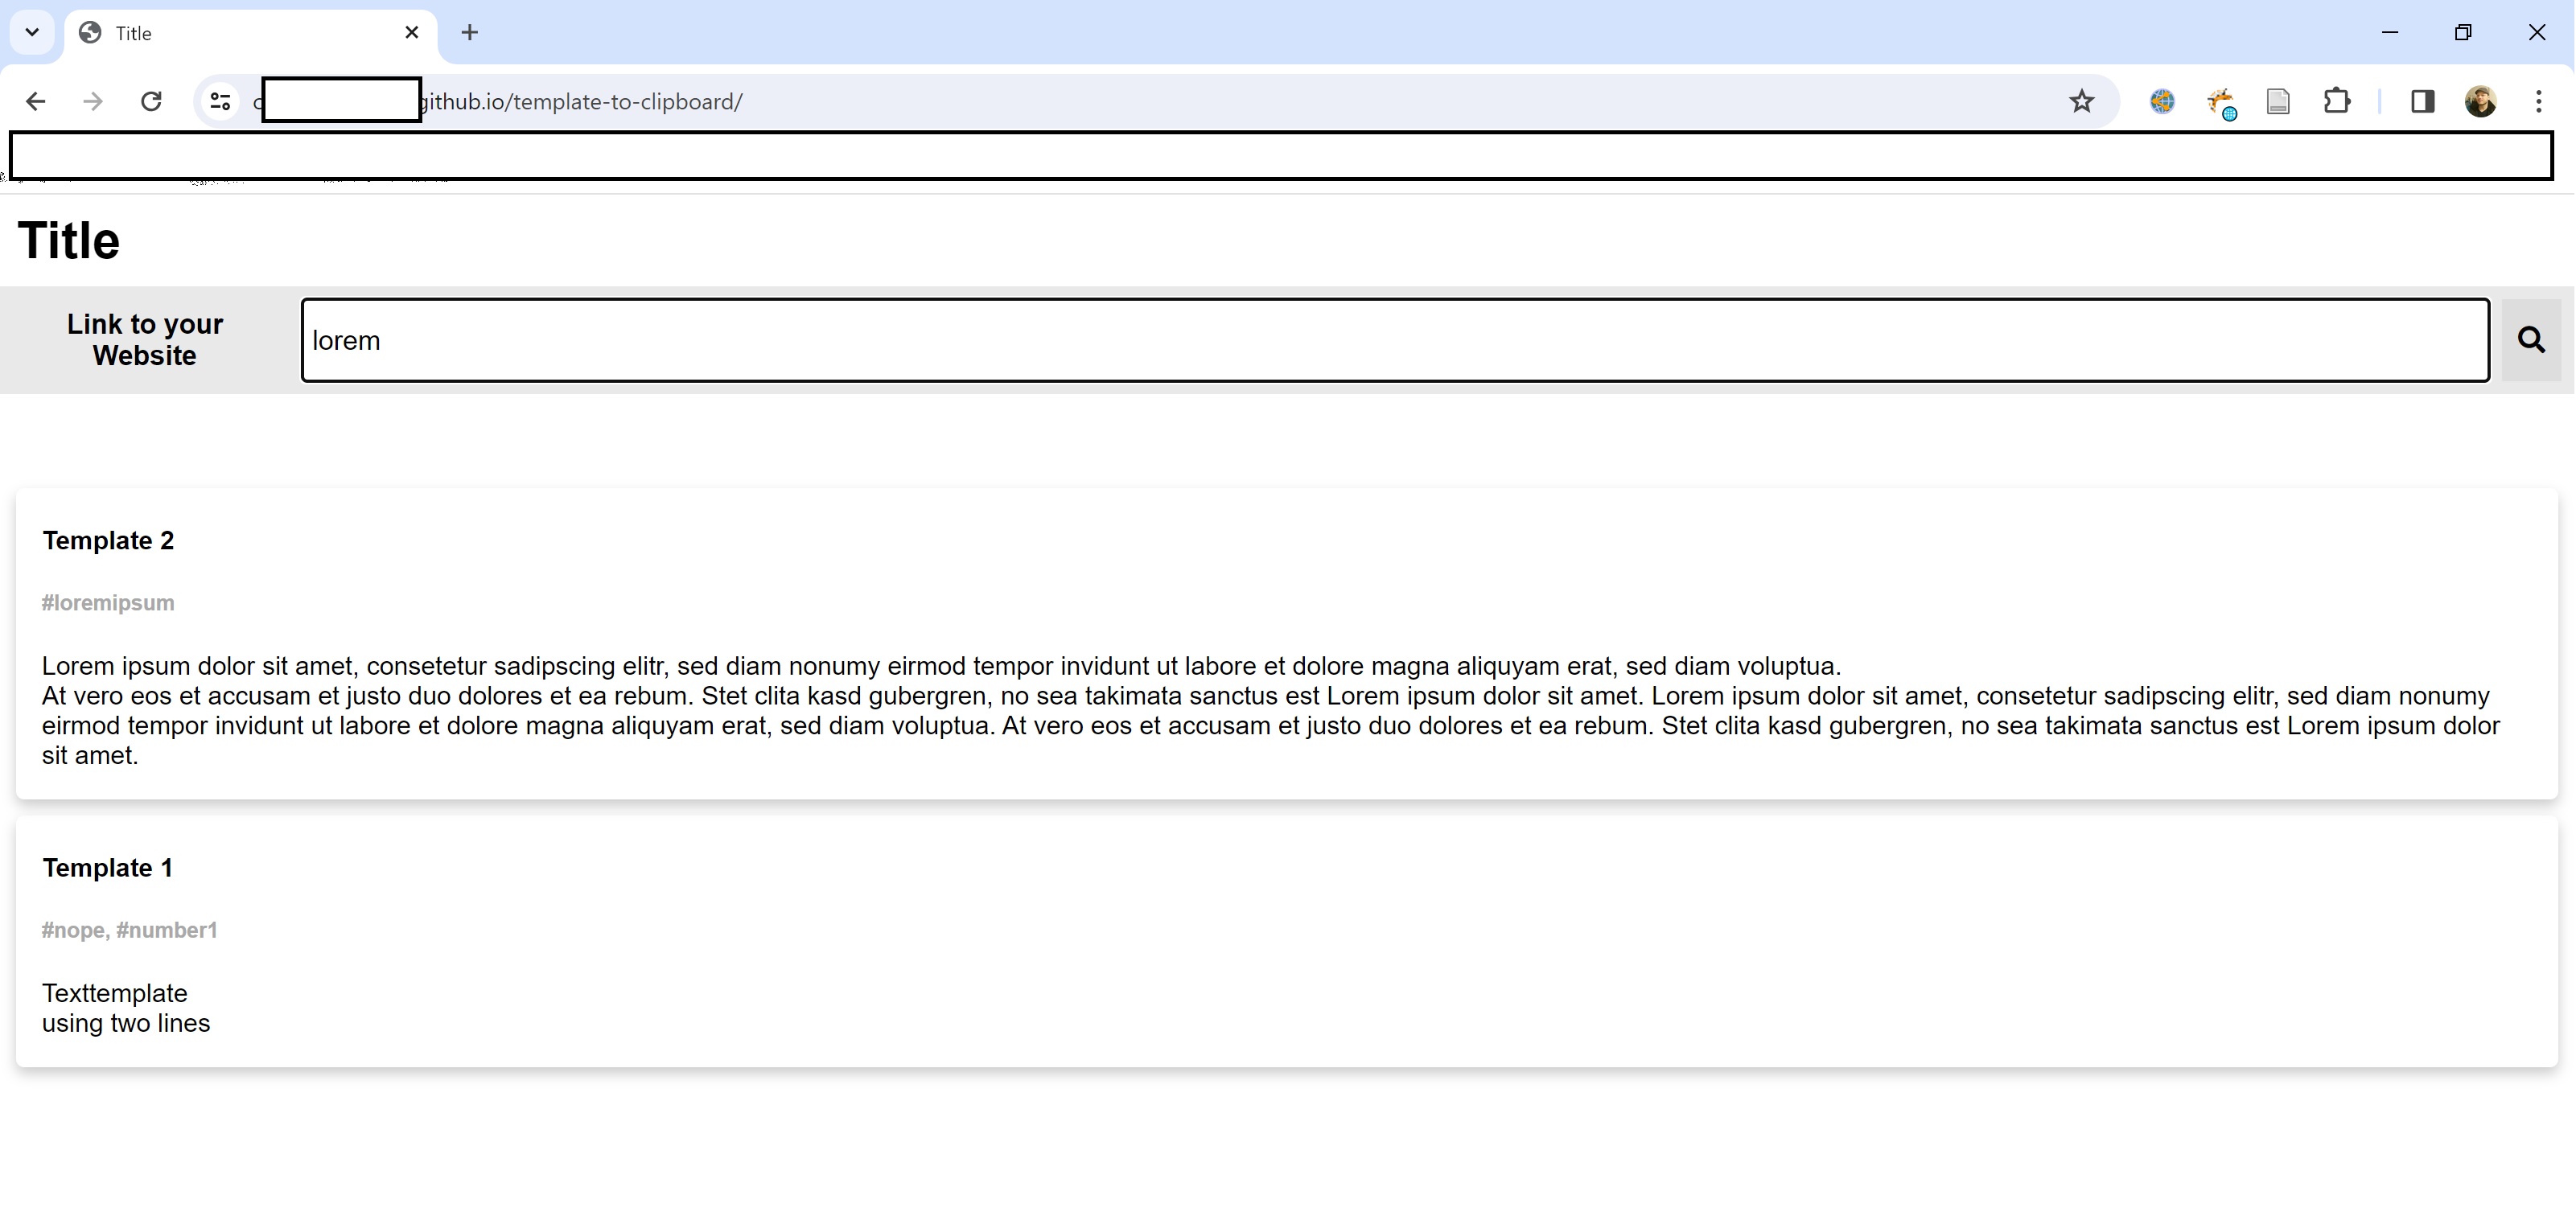 Title
github.io/template-to-clipboard/
Title
Link to your
Website
lorem
Template 2
#loremipsum
Lorem ipsum dolor sit amet, consetetur sadipscing elitr, sed diam nonumy eirmod tempor invidunt ut labore et dolore magna aliquyam erat, sed diam voluptua.
At vero eos et accusam et justo duo dolores et ea rebum. Stet clita kasd gubergren, no sea takimata sanctus est Lorem ipsum dolor sit amet. Lorem ipsum dolor sit amet, consetetur sadipscing elitr, sed diam nonumy
eirmod tempor invidunt ut labore et dolore magna aliquyam erat, sed diam voluptua. At vero eos et accusam et justo duo dolores et ea rebum. Stet clita kasd gubergren, no sea takimata sanctus est Lorem ipsum dolor
sit amet.
Template 1
#nope, #number1
Texttemplate
using two lines